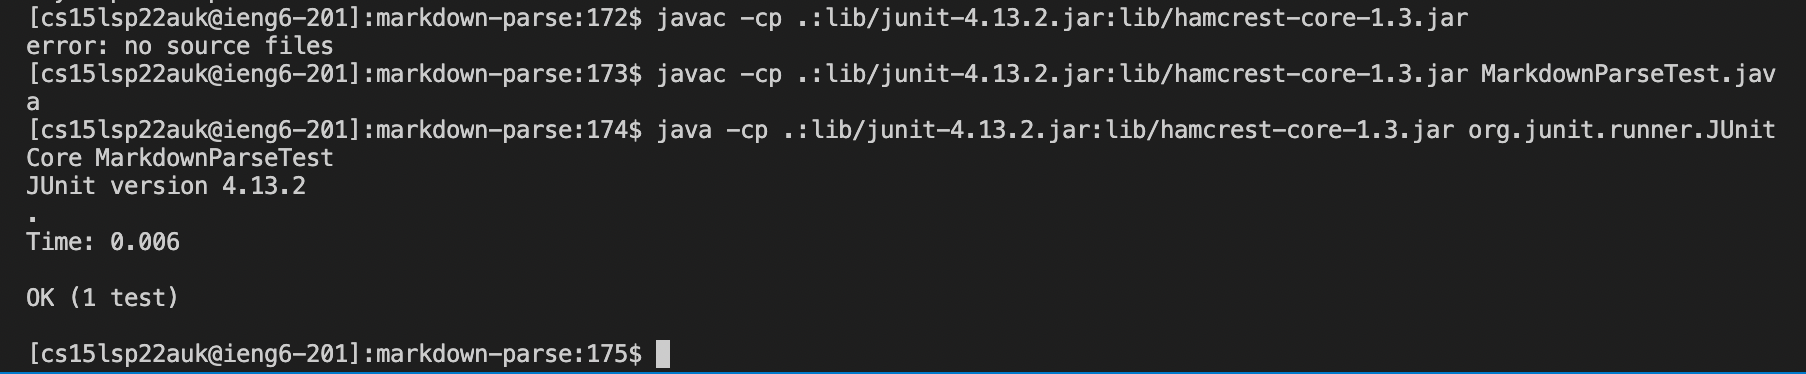 [cs15lsp22auk@ieng6-201]:markdown-parse:172$ javac -cp .:lib/junit-4.13.2.jar:lib/hamcrest-core-1.3.jar
error: no source files
[cs15lsp22auk@ieng6-201]:markdown-parse:173$ javac -cp .:lib/junit-4.13.2.jar:lib/hamcrest-core-1.3.jar MarkdownParseTest.jav
a
[cs15lsp22auk@ieng6-201]:markdown-parse:174$ java -cp .:lib/junit-4.13.2.jar:lib/hamcrest-core-1.3.jar org.junit.runner.JUnit
Core MarkdownParseTest
JUnit version 4.13.2
.
Time: 0.006
OK (1 test)
[cs15lsp22auk@ieng6-201]:markdown-parse:175$